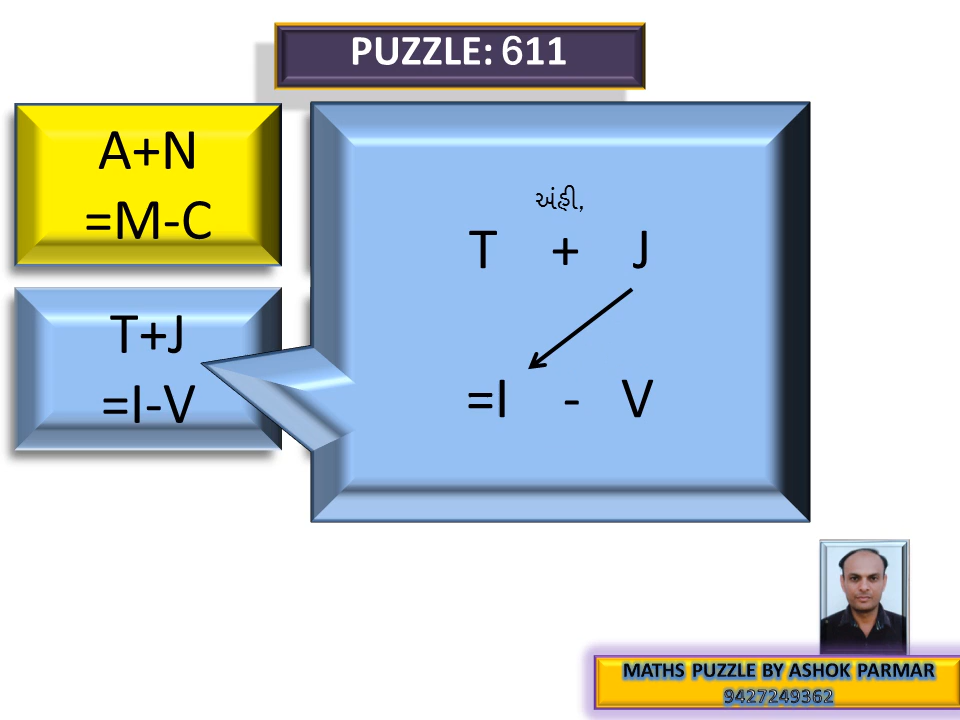 PUZZLE: 611
A+N
=M-C
T+J
=I-V
અંહી,
T + J
=I - V
MATHS PUZZLE BY ASHOK PARMAR
9427249362